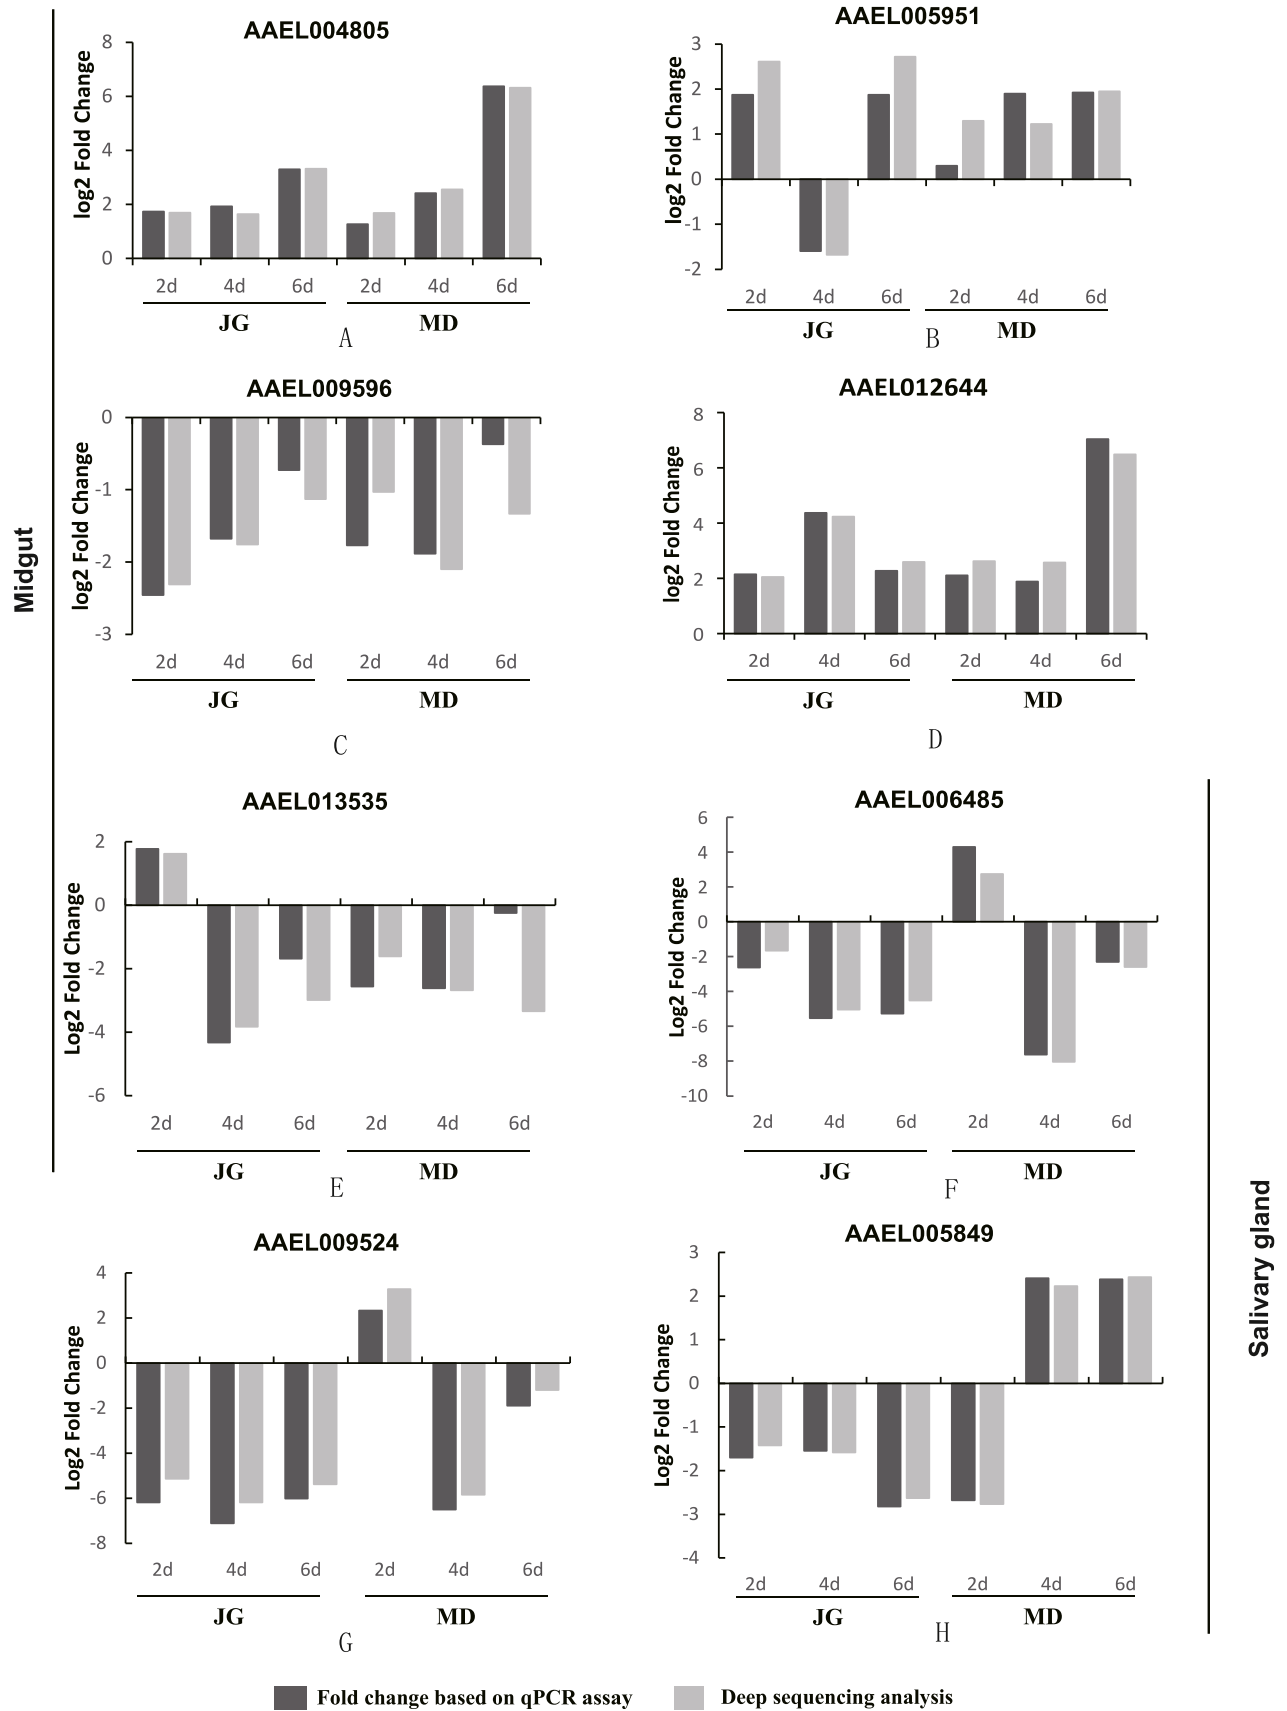 AAEL004805
log2 Fold Change
8
6
4
2
0
2d 4d 6d 2d 4d 6d
JG MD
A
AAEL005951
log2 Fold Change
3
2
1
0
-1
-2
2d 4d 6d 2d 4d 6d
JG MD
B
AAEL009596
log2 Fold Change
0
-1
-2
-3
2d 4d 6d 2d 4d 6d
JG MD
C
AAEL012644
log2 Fold Change
8
6
4
2
0
2d 4d 6d 2d 4d 6d
JG MD
D
Midgut
AAEL013535
Log2 Fold Change
2
0
-2
-4
-6
2d 4d 6d 2d 4d 6d
JG MD
E
AAEL006485
Log2 Fold Change
6
4
2
0
-2
-4
-6
-8
-10
2d 4d 6d 2d 4d 6d
JG MD
F
AAEL009524
Log2 Fold Change
4
2
0
-2
-4
-6
-8
2d 4d 6d 2d 4d 6d
JG MD
G
AAEL005849
Log2 Fold Change
3
2
1
0
-1
-2
-3
-4
2d 4d 6d 2d 4d 6d
JG MD
H
Salivary gland
Fold change based on qPCR assay Deep sequencing analysis